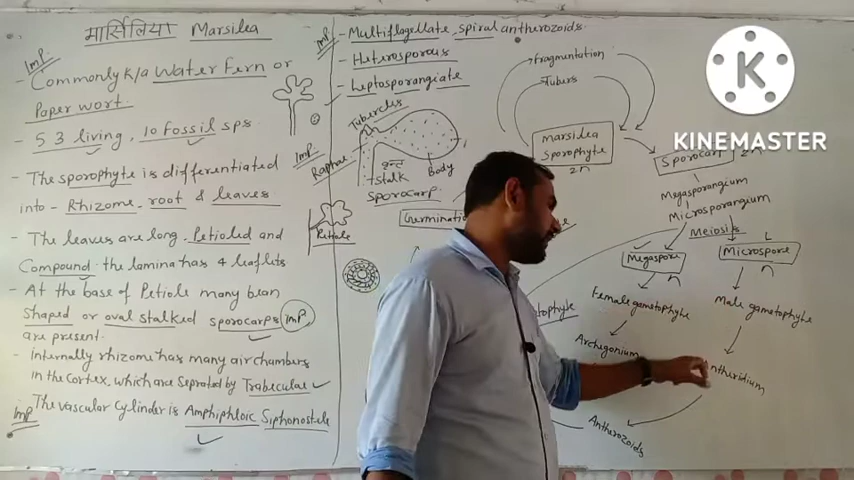 मार्सिलिया Marsilea
Imp
- Commonly k/a Water Fern or
Paper wort.
- 53 living, 10 Fossil sps
- The sporophyte is differentiated
into - Rhizome, root & leaves
- The leaves are long, Petioled and
Compound. the lamina has 4 leaflits
- At the base of Petiole many bean
shaped or oval stalked sporocarps Imp
are present.
- internally rhizome has many air chambers
in the Cortex, which are Seprated by Trabeculae
Imp The vascular Cylinder is Amphiphloic Siphonostele
Imp - Multiflagellate, spiral antherozoids.
- Heterosporous
- Leptosporangiate
Tubercles
Imp
Raphae
वृन्त
Stalk
Body
Sporocarp
Germination
Petiole
Fragmentation
Tubers
Marsilea
Sporophyte
2n
Sporocarp 2n
Megasporangium
Microsporangium
Meiosis
Megaspore
n
Microspore
n
Female gametophyte
Male gametophyte
Archegonium
ntheridium
Antherozoids
K
KINEMASTER